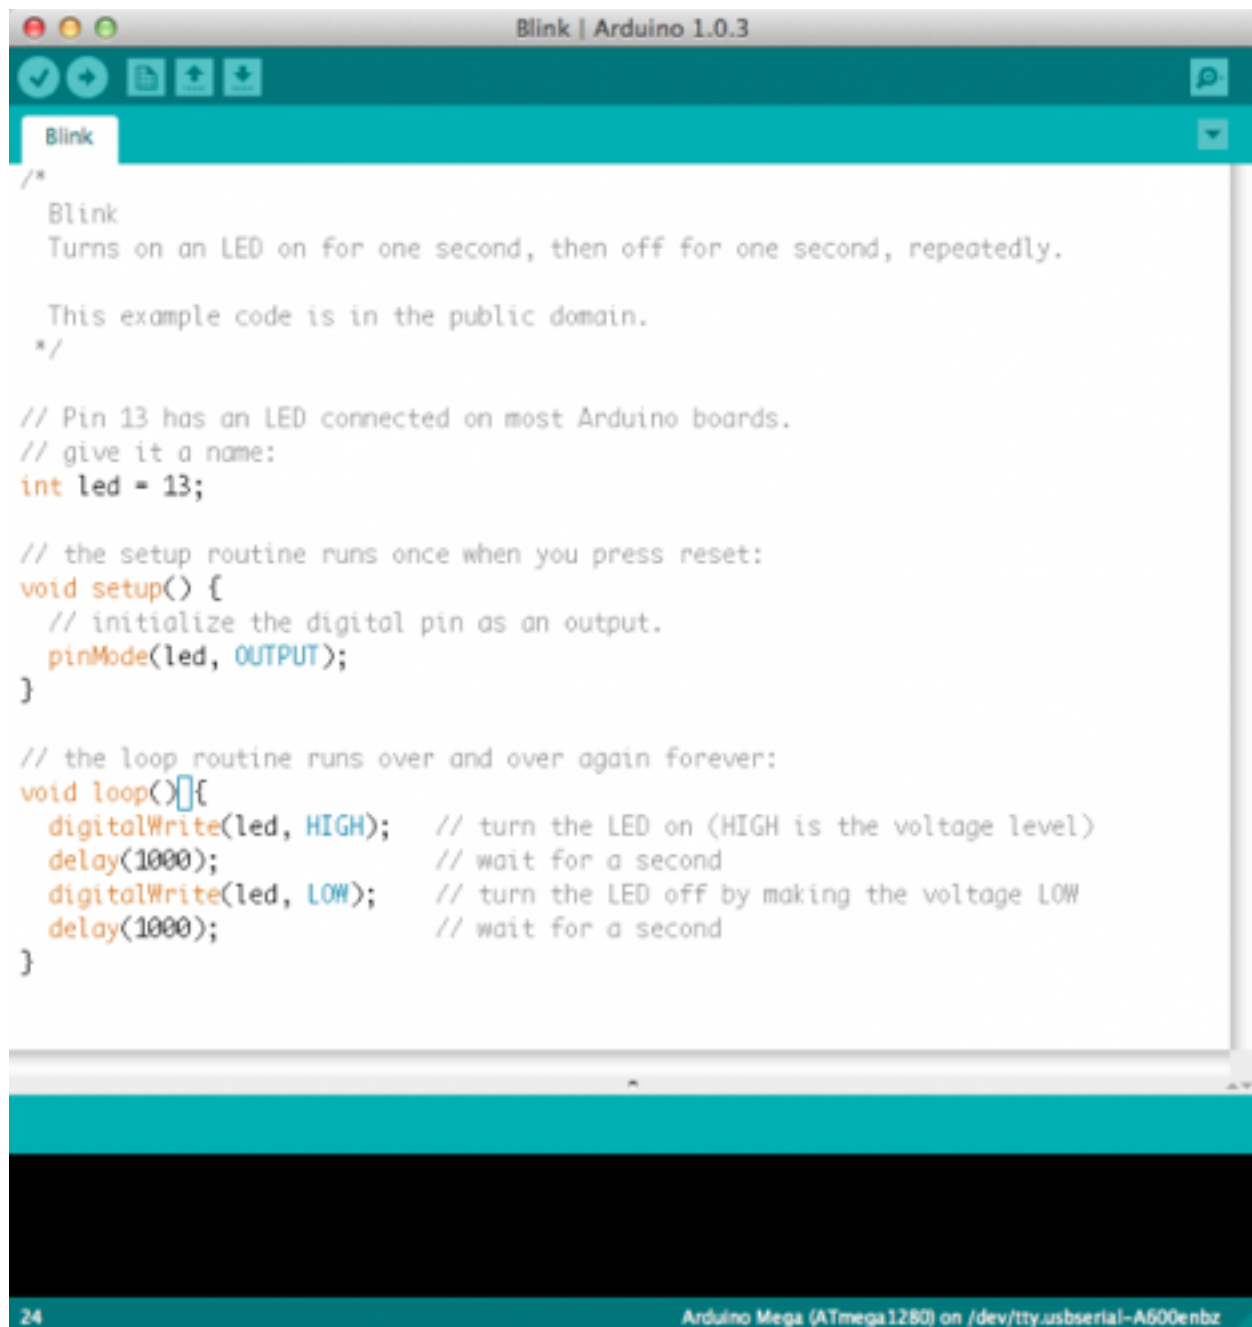 Blink | Arduino 1.0.3
Blink
/*
  Blink
  Turns on an LED on for one second, then off for one second, repeatedly.

  This example code is in the public domain.
 */

// Pin 13 has an LED connected on most Arduino boards.
// give it a name:
int led = 13;

// the setup routine runs once when you press reset:
void setup() {
  // initialize the digital pin as an output.
  pinMode(led, OUTPUT);
}

// the loop routine runs over and over again forever:
void loop() {
  digitalWrite(led, HIGH);   // turn the LED on (HIGH is the voltage level)
  delay(1000);               // wait for a second
  digitalWrite(led, LOW);    // turn the LED off by making the voltage LOW
  delay(1000);               // wait for a second
}
24 Arduino Mega (ATmega1280) on /dev/tty.usbserial-A600enbz